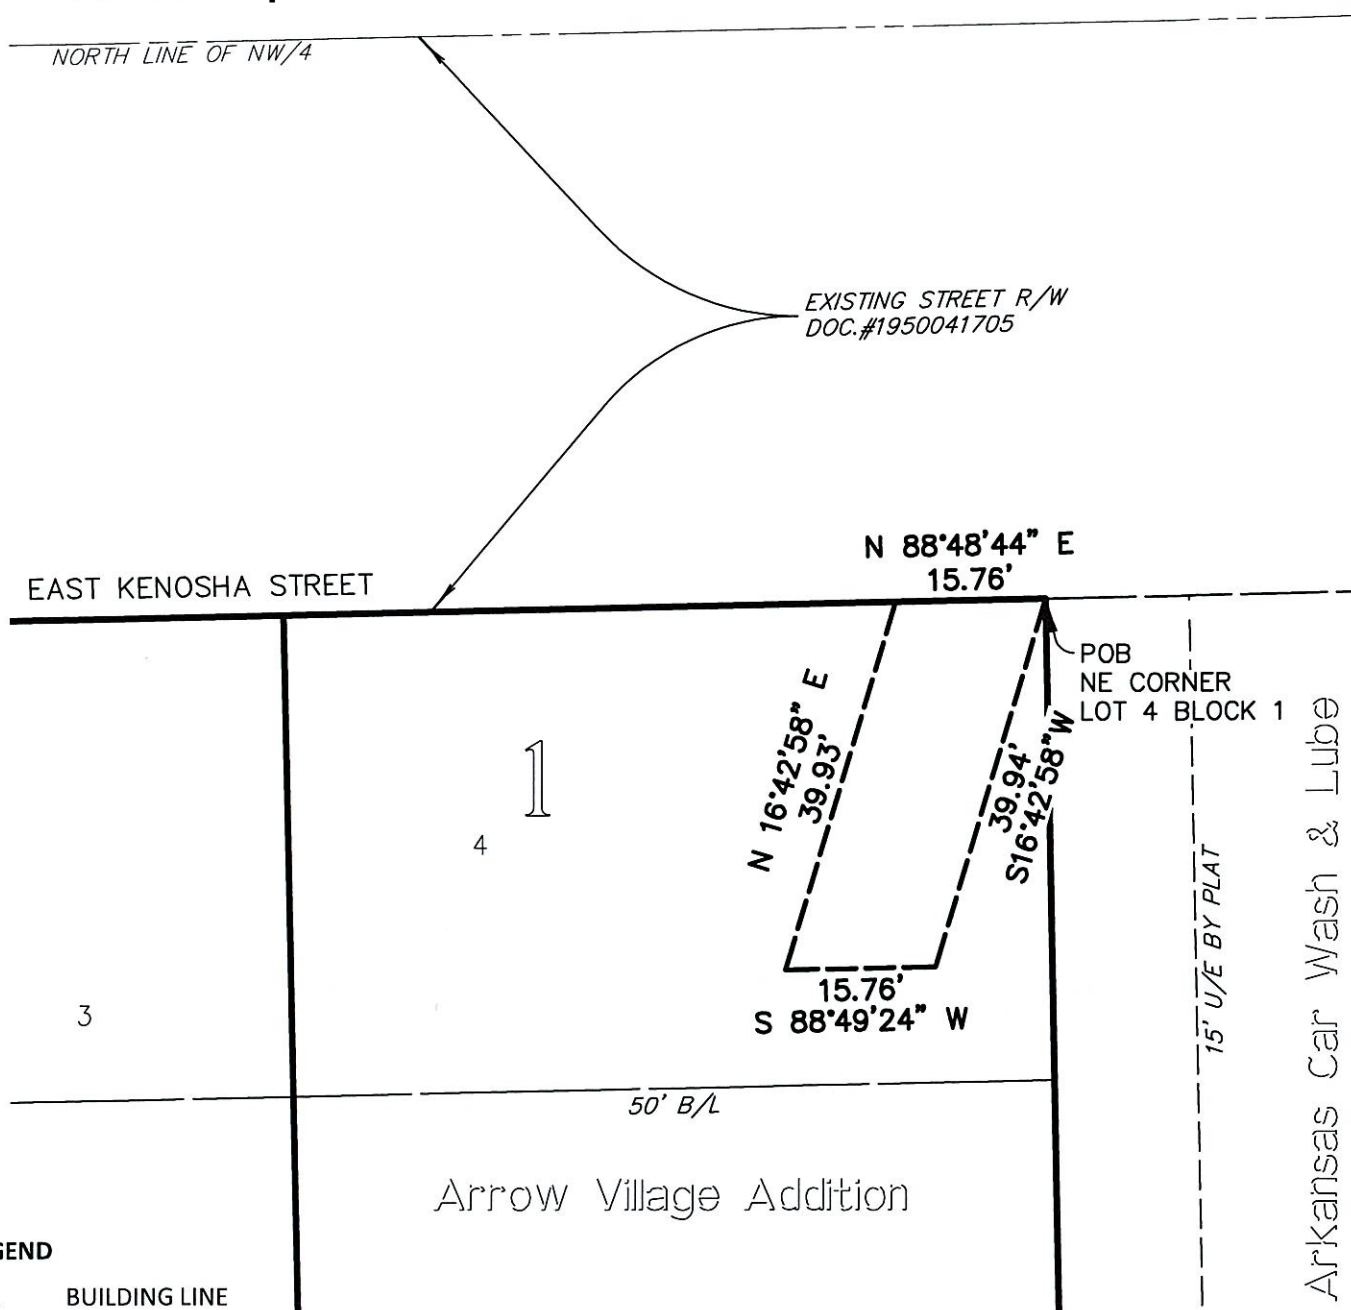 NORTH LINE OF NW/4
EXISTING STREET R/W
DOC.#1950041705
N 88°48'44" E
15.76'
EAST KENOSHA STREET
POB
NE CORNER
LOT 4 BLOCK 1
N 16°42'58" E
39.93'
39.94'
S16°42'58"W
1
4
3
15.76'
S 88°49'24" W
15' U/E BY PLAT
Arkansas Car Wash & Lube
50' B/L
Arrow Village Addition
GEND
BUILDING LINE